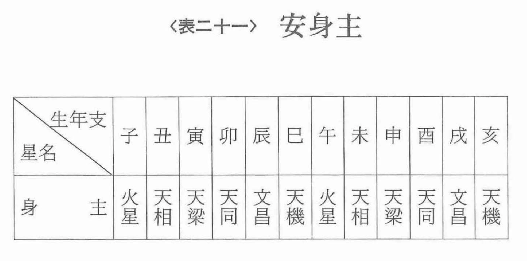 〈表二十一〉 安身主
生年支 子 丑 寅 卯 辰 巳 午 未 申 酉 戌 亥
星名
身主 火星 天相 天梁 天同 文昌 天機 火星 天相 天梁 天同 文昌 天機